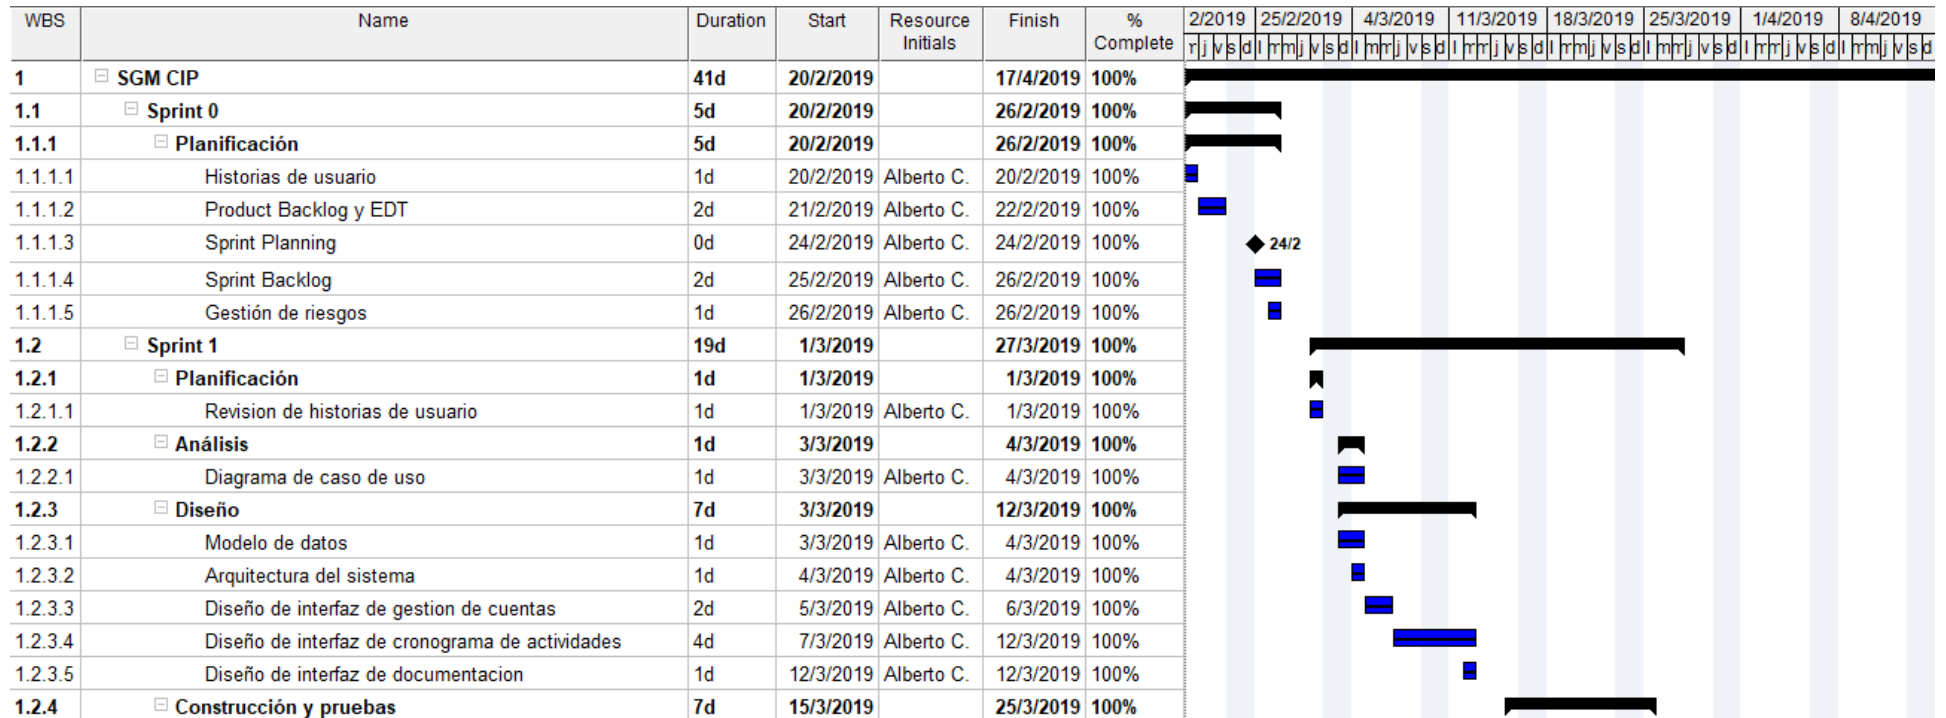 WBS Name Duration Start Resource Initials Finish % Complete 2/2019 25/2/2019 4/3/2019 11/3/2019 18/3/2019 25/3/2019 1/4/2019 8/4/2019
j v s d l m m j v s d l m m j v s d l m m j v s d l m m j v s d l m m j v s d l m m j v s d l m m j v s d
1 SGM CIP 41d 20/2/2019 17/4/2019 100%
1.1 Sprint 0 5d 20/2/2019 26/2/2019 100%
1.1.1 Planificación 5d 20/2/2019 26/2/2019 100%
1.1.1.1 Historias de usuario 1d 20/2/2019 Alberto C. 20/2/2019 100%
1.1.1.2 Product Backlog y EDT 2d 21/2/2019 Alberto C. 22/2/2019 100%
1.1.1.3 Sprint Planning 0d 24/2/2019 Alberto C. 24/2/2019 100% 24/2
1.1.1.4 Sprint Backlog 2d 25/2/2019 Alberto C. 26/2/2019 100%
1.1.1.5 Gestión de riesgos 1d 26/2/2019 Alberto C. 26/2/2019 100%
1.2 Sprint 1 19d 1/3/2019 27/3/2019 100%
1.2.1 Planificación 1d 1/3/2019 1/3/2019 100%
1.2.1.1 Revision de historias de usuario 1d 1/3/2019 Alberto C. 1/3/2019 100%
1.2.2 Análisis 1d 3/3/2019 4/3/2019 100%
1.2.2.1 Diagrama de caso de uso 1d 3/3/2019 Alberto C. 4/3/2019 100%
1.2.3 Diseño 7d 3/3/2019 12/3/2019 100%
1.2.3.1 Modelo de datos 1d 3/3/2019 Alberto C. 4/3/2019 100%
1.2.3.2 Arquitectura del sistema 1d 4/3/2019 Alberto C. 4/3/2019 100%
1.2.3.3 Diseño de interfaz de gestion de cuentas 2d 5/3/2019 Alberto C. 6/3/2019 100%
1.2.3.4 Diseño de interfaz de cronograma de actividades 4d 7/3/2019 Alberto C. 12/3/2019 100%
1.2.3.5 Diseño de interfaz de documentacion 1d 12/3/2019 Alberto C. 12/3/2019 100%
1.2.4 Construcción y pruebas 7d 15/3/2019 25/3/2019 100%